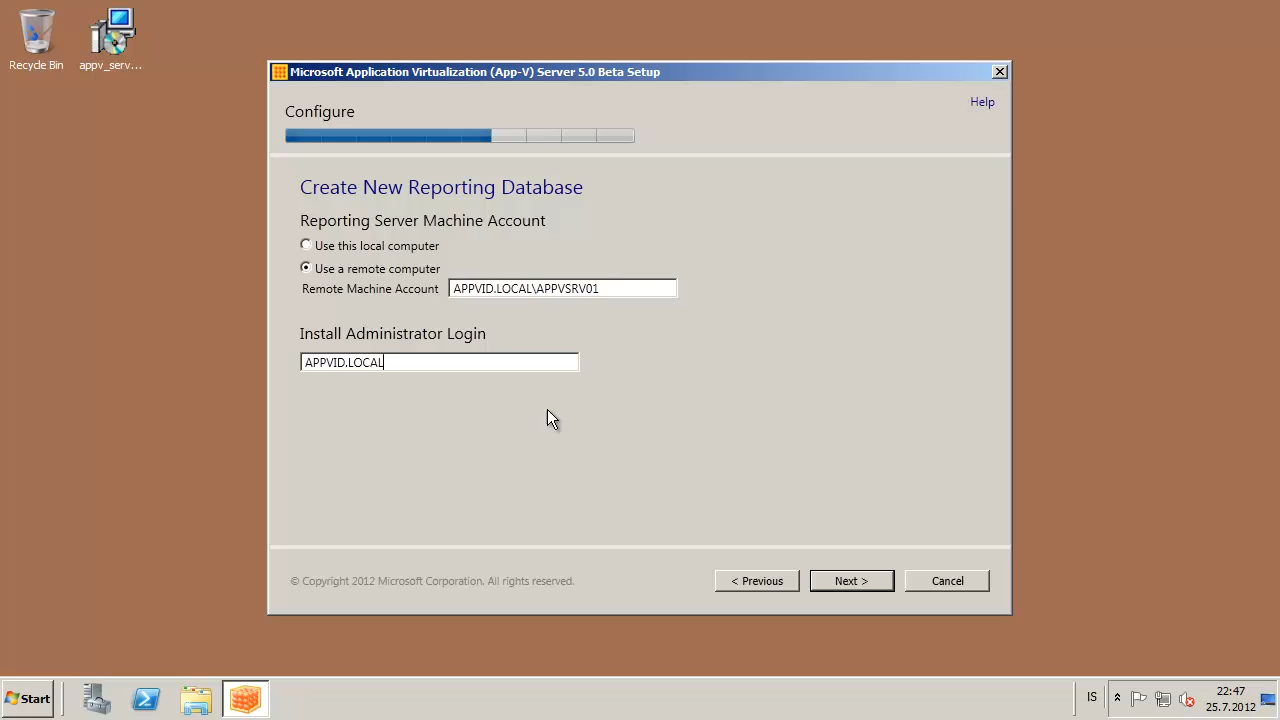 Recycle Bin
appv_serv...
Microsoft Application Virtualization (App-V) Server 5.0 Beta Setup
Help
Configure
Create New Reporting Database
Reporting Server Machine Account
Use this local computer
Use a remote computer
Remote Machine Account APPVID.LOCAL\APPVSRV01
Install Administrator Login
APPVID.LOCAL
© Copyright 2012 Microsoft Corporation. All rights reserved.
< Previous
Next >
Cancel
Start
IS
22:47
25.7.2012